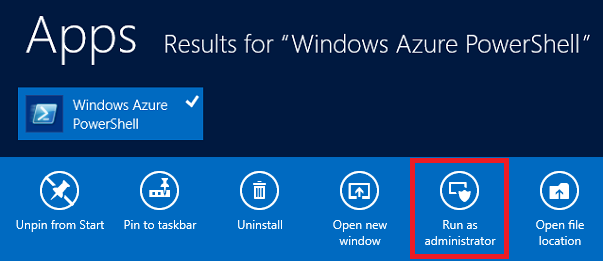 Apps Results for “Windows Azure PowerShell”
Windows Azure
PowerShell
Unpin from Start Pin to taskbar Uninstall Open new Run as Open file
window administrator location